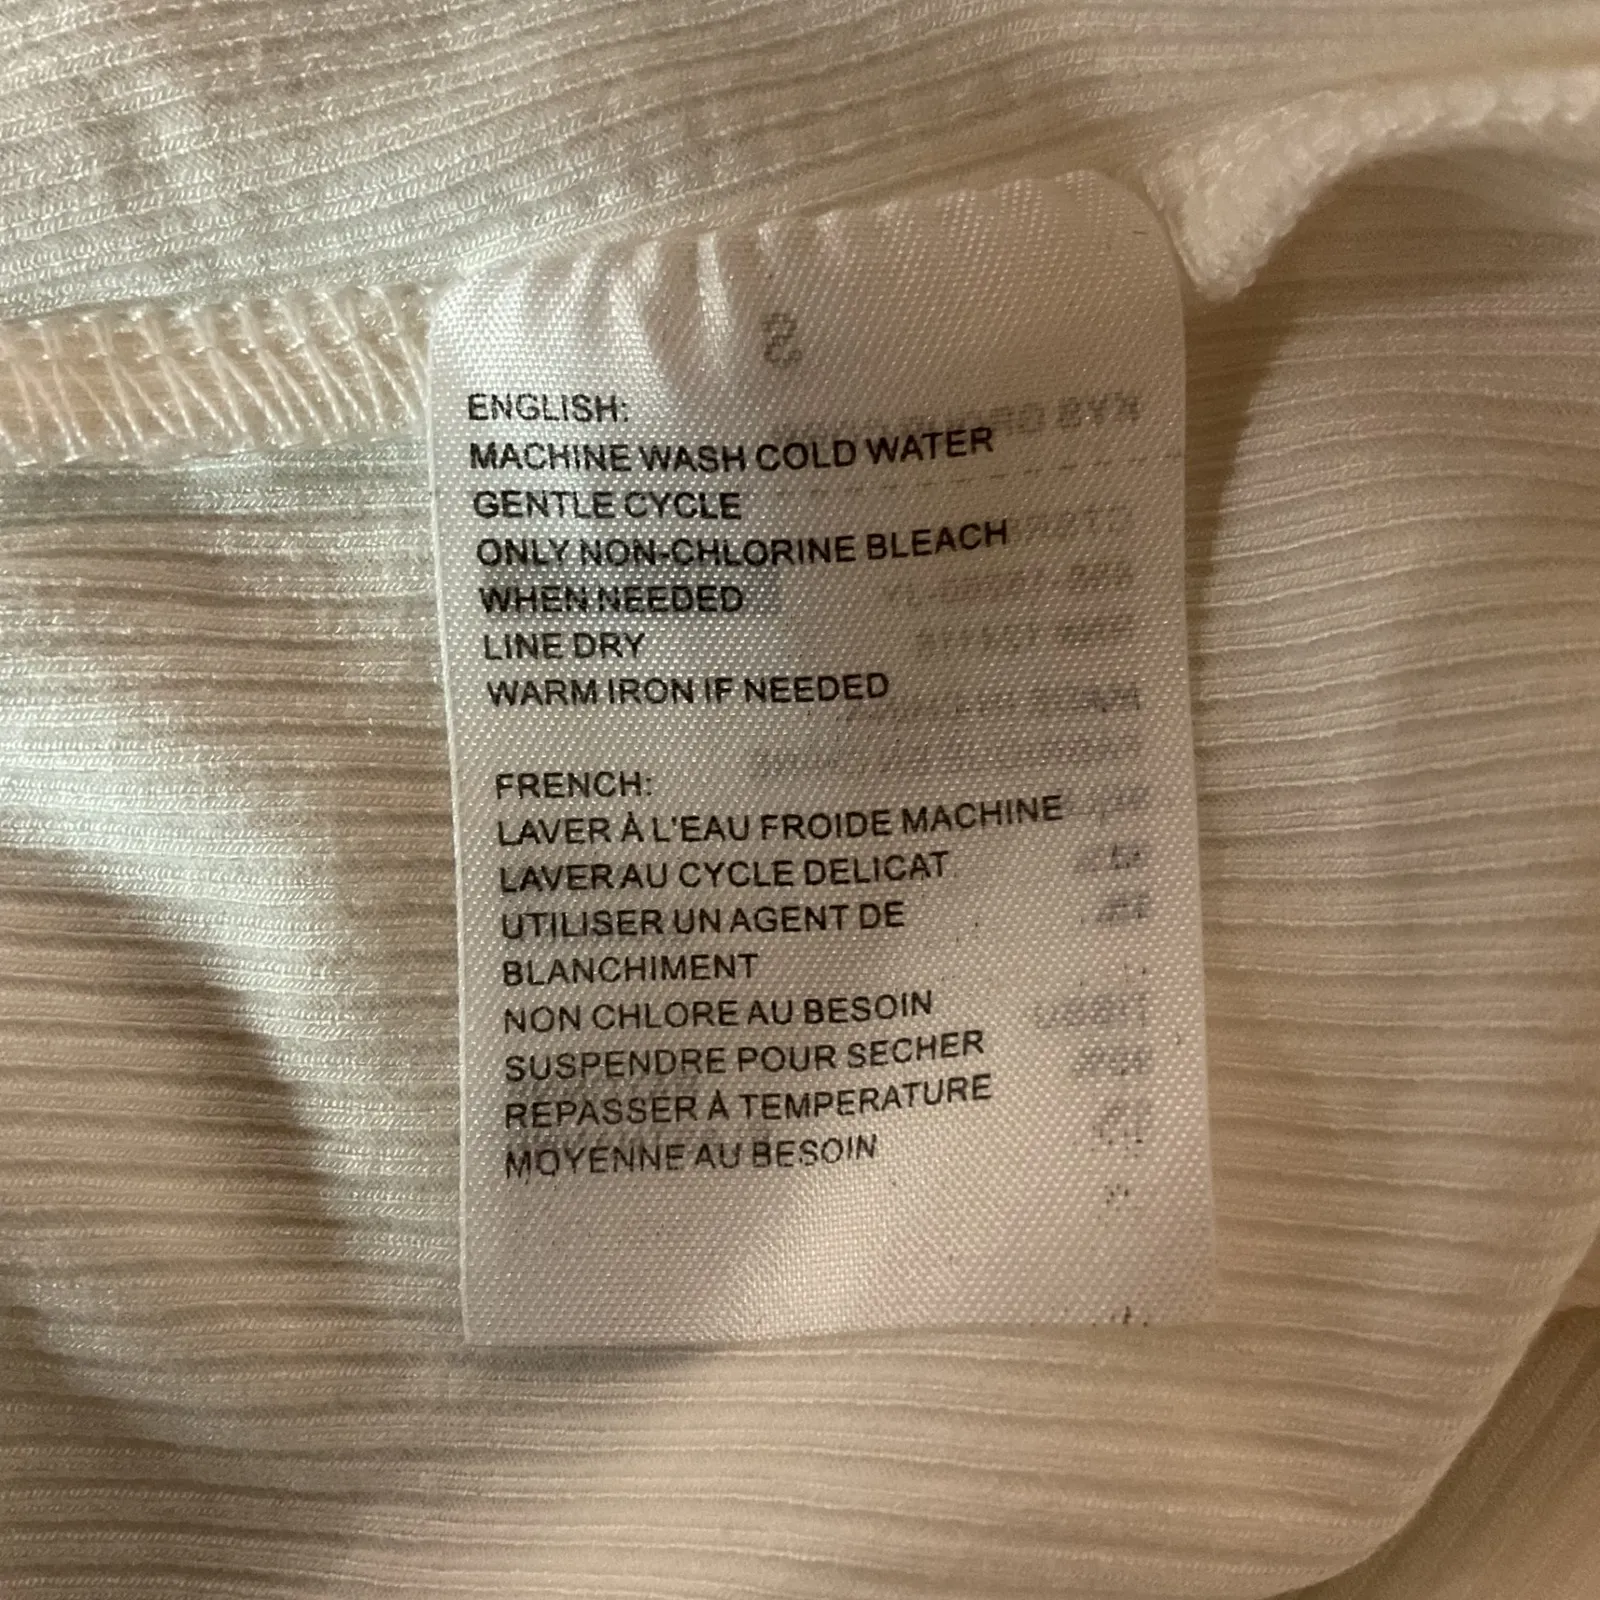 ENGLISH:
MACHINE WASH COLD WATER
GENTLE CYCLE
ONLY NON-CHLORINE BLEACH
WHEN NEEDED
LINE DRY
WARM IRON IF NEEDED
FRENCH:
LAVER À L'EAU FROIDE MACHINE
LAVER AU CYCLE DELICAT
UTILISER UN AGENT DE
BLANCHIMENT
NON CHLORE AU BESOIN
SUSPENDRE POUR SECHER
REPASSER À TEMPERATURE
MOYENNE AU BESOIN